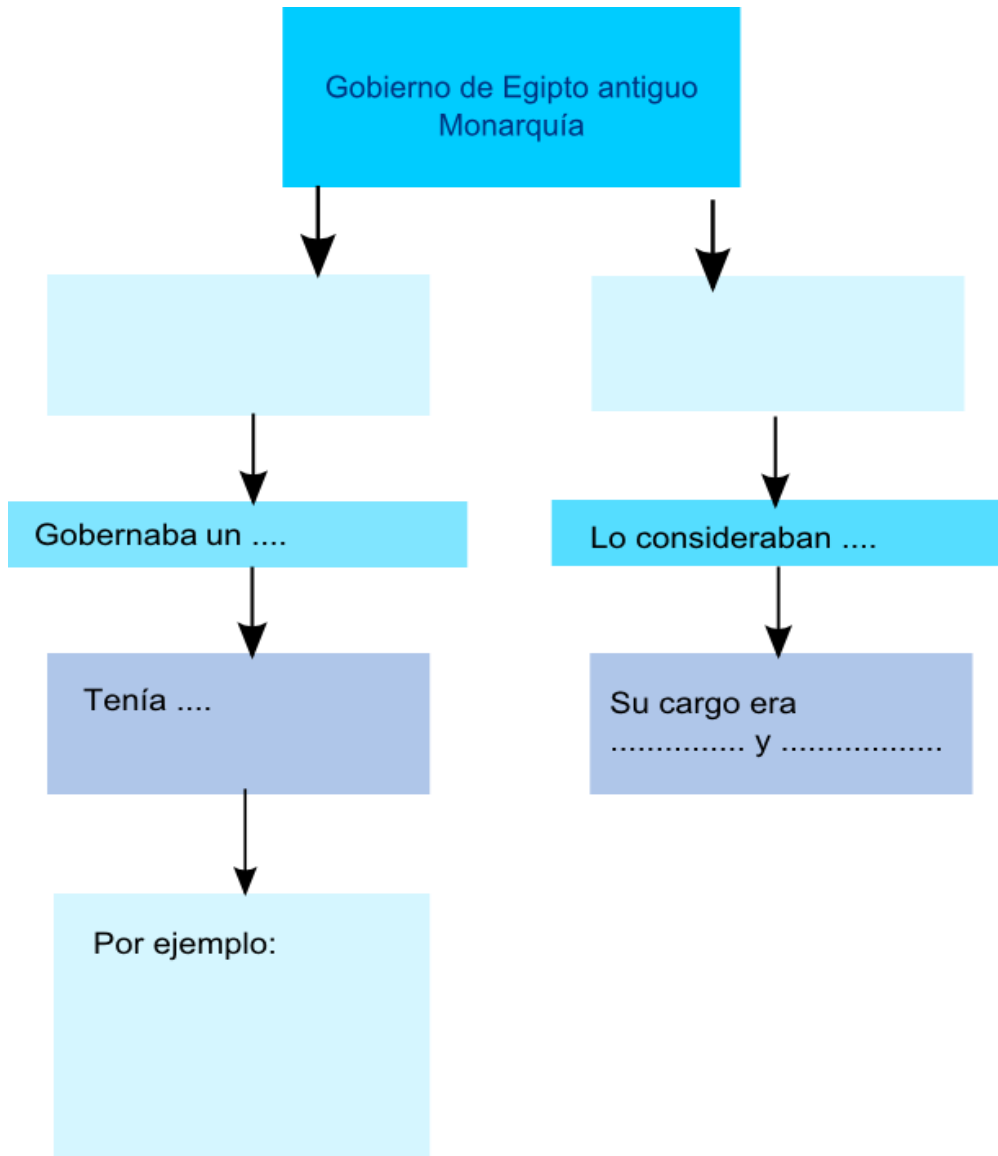 Gobierno de Egipto antiguo
Monarquía
Gobernaba un ....
Lo consideraban ....
Tenía ....
Su cargo era
............... y ..................
Por ejemplo: